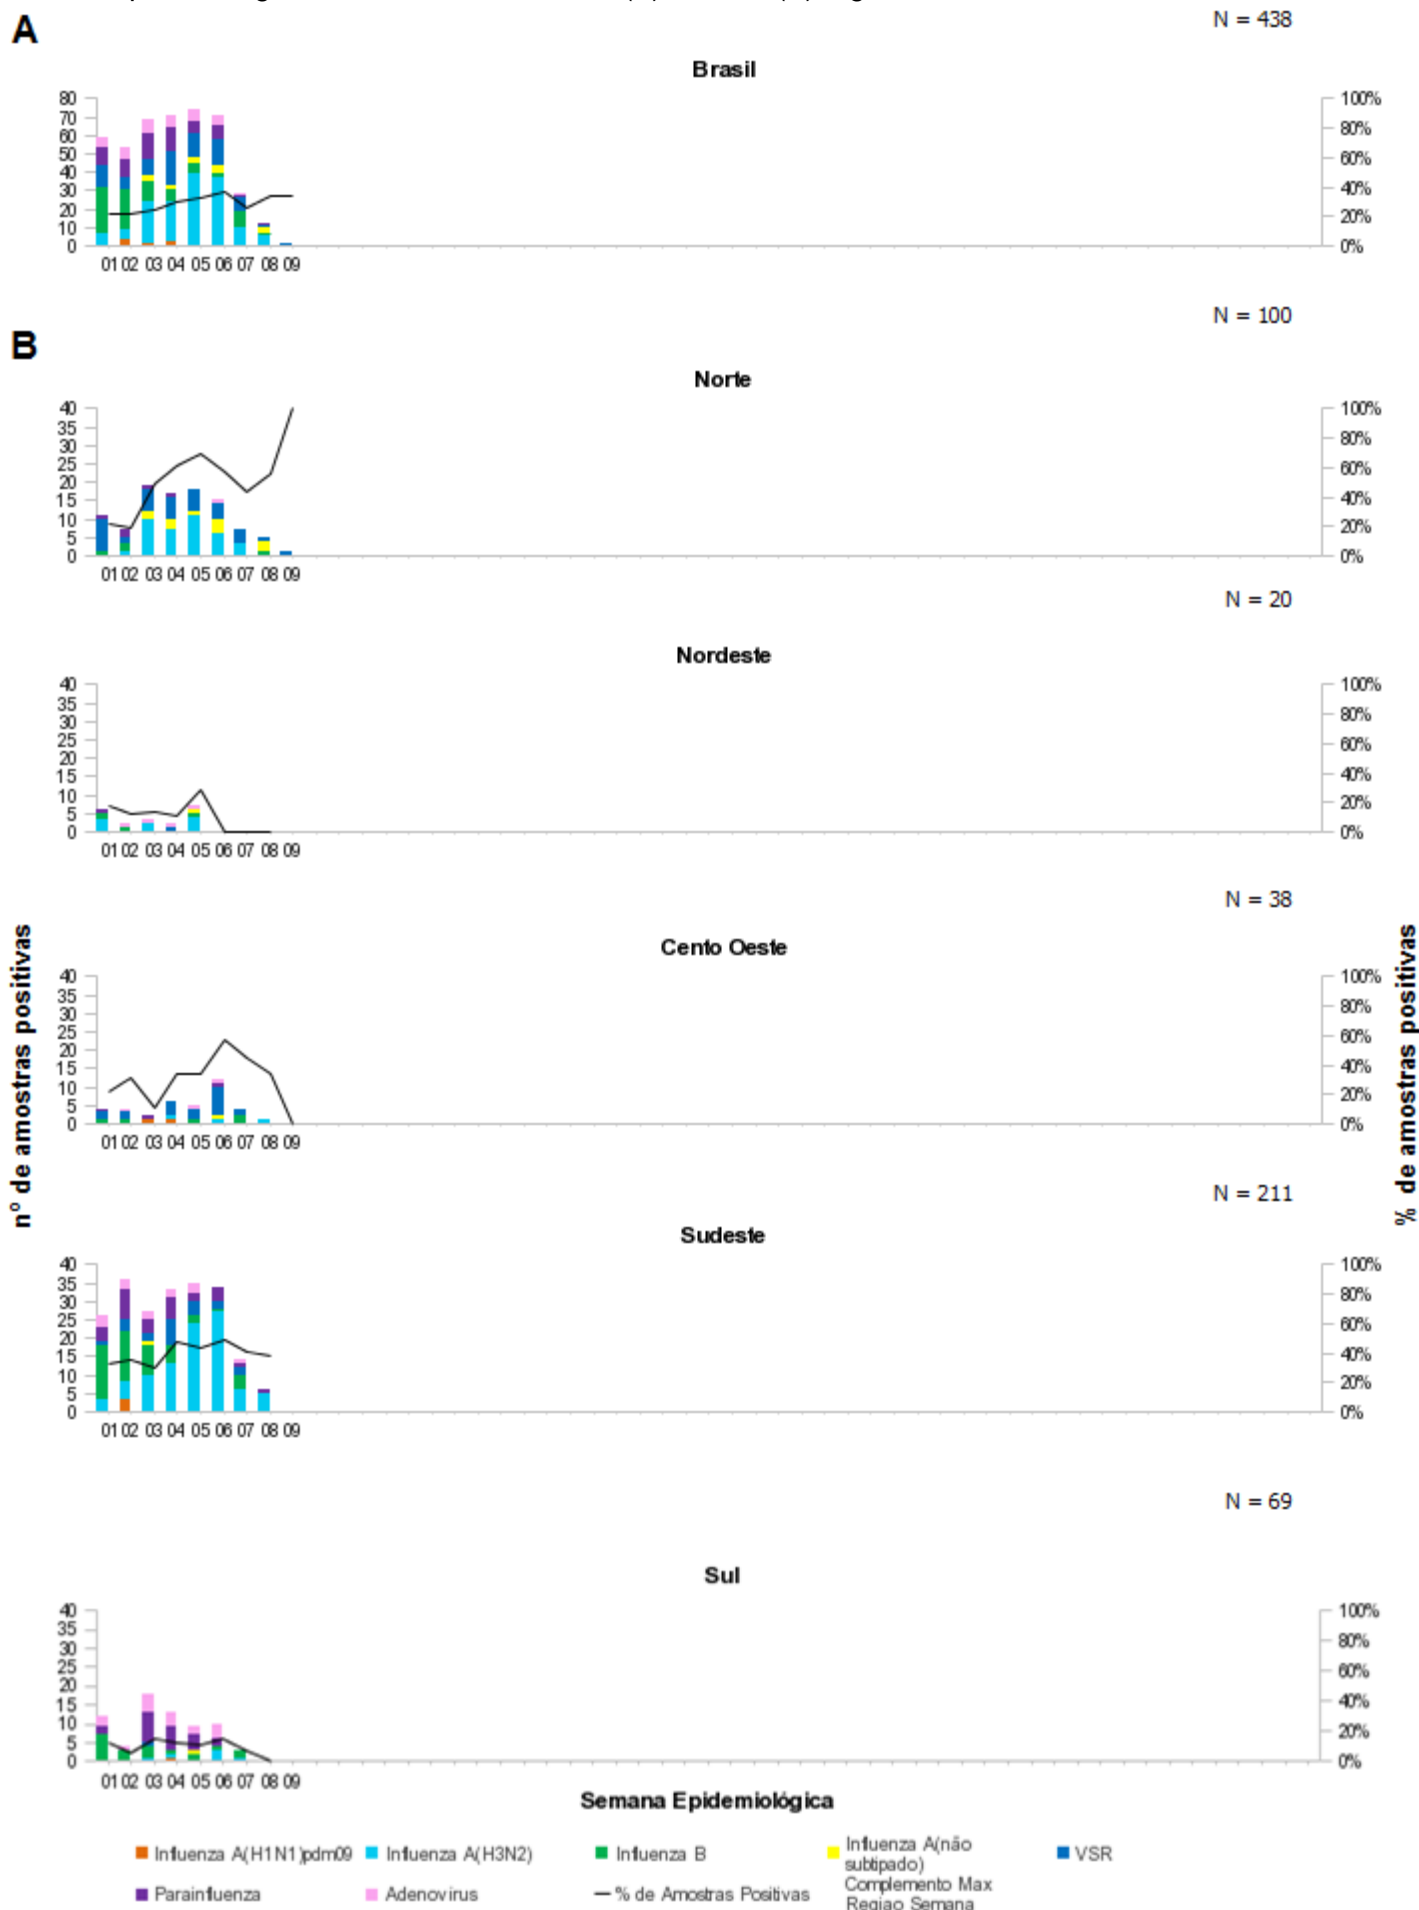 A
N = 438
Brasil
80
70
60
50
40
30
20
10
0
100%
80%
60%
40%
20%
0%
01 02 03 04 05 06 07 08 09
N = 100
B
Norte
40
35
30
25
20
15
10
5
0
100%
80%
60%
40%
20%
0%
01 02 03 04 05 06 07 08 09
N = 20
Nordeste
40
35
30
25
20
15
10
5
0
100%
80%
60%
40%
20%
0%
01 02 03 04 05 06 07 08 09
N = 38
Cento Oeste
40
35
30
25
20
15
10
5
0
100%
80%
60%
40%
20%
0%
01 02 03 04 05 06 07 08 09
nº de amostras positivas
% de amostras positivas
N = 211
Sudeste
40
35
30
25
20
15
10
5
0
100%
80%
60%
40%
20%
0%
01 02 03 04 05 06 07 08 09
N = 69
Sul
40
35
30
25
20
15
10
5
0
100%
80%
60%
40%
20%
0%
01 02 03 04 05 06 07 08 09
Semana Epidemiológica
Influenza A(H1N1)pdm09
Influenza A(H3N2)
Influenza B
Influenza A(não
subtipado)
VSR
Parainfluenza
Adenovirus
% de Amostras Positivas
Complemento Max
Regiao Semana